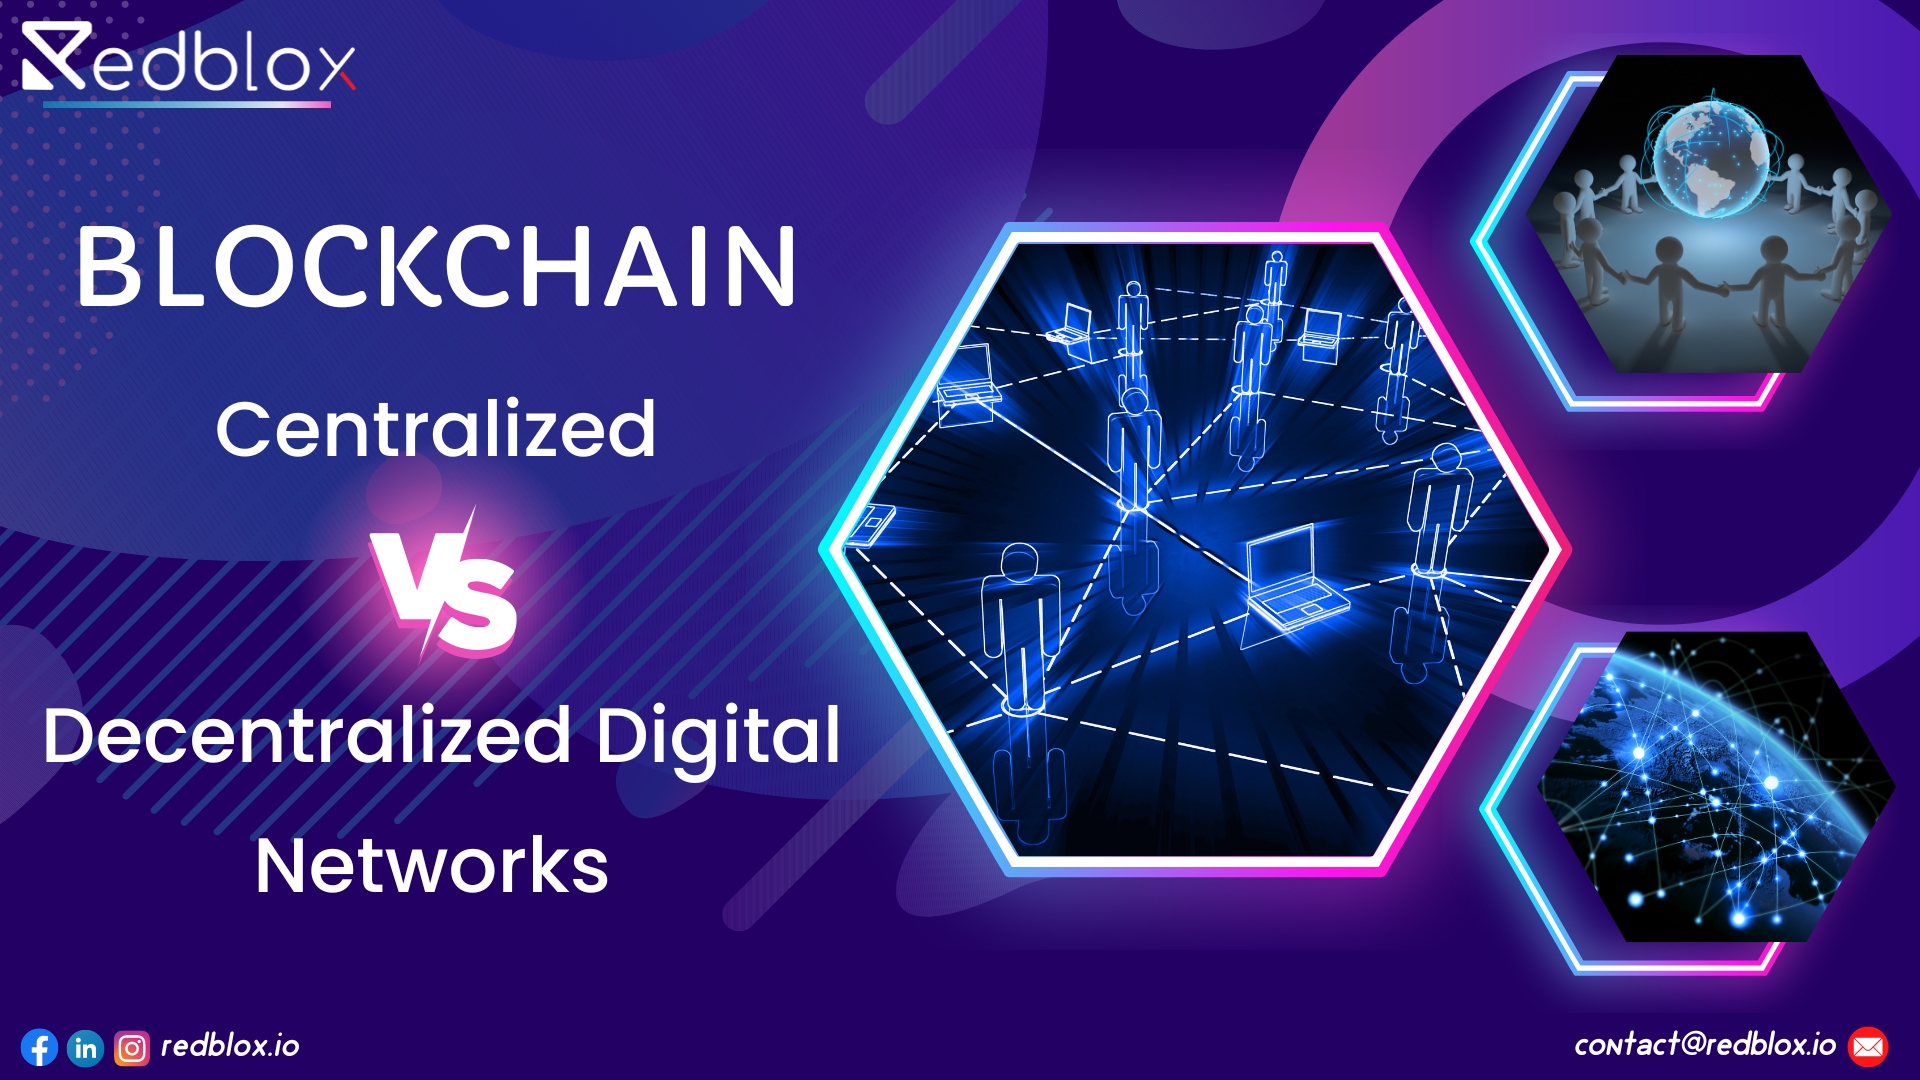 Redblox
BLOCKCHAIN
Centralized
VS
Decentralized Digital
Networks
redblox.io
contact@redblox.io